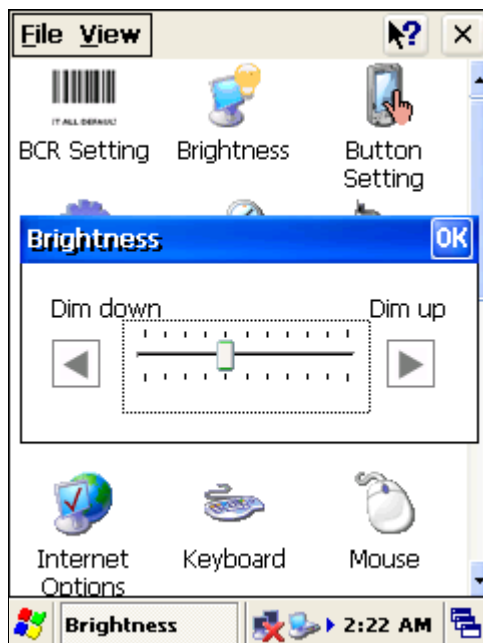 File View
IT ALL DEFAULT
BCR Setting Brightness Button Setting
Brightness OK
Dim down Dim up
Internet Options Keyboard Mouse
Brightness 2:22 AM